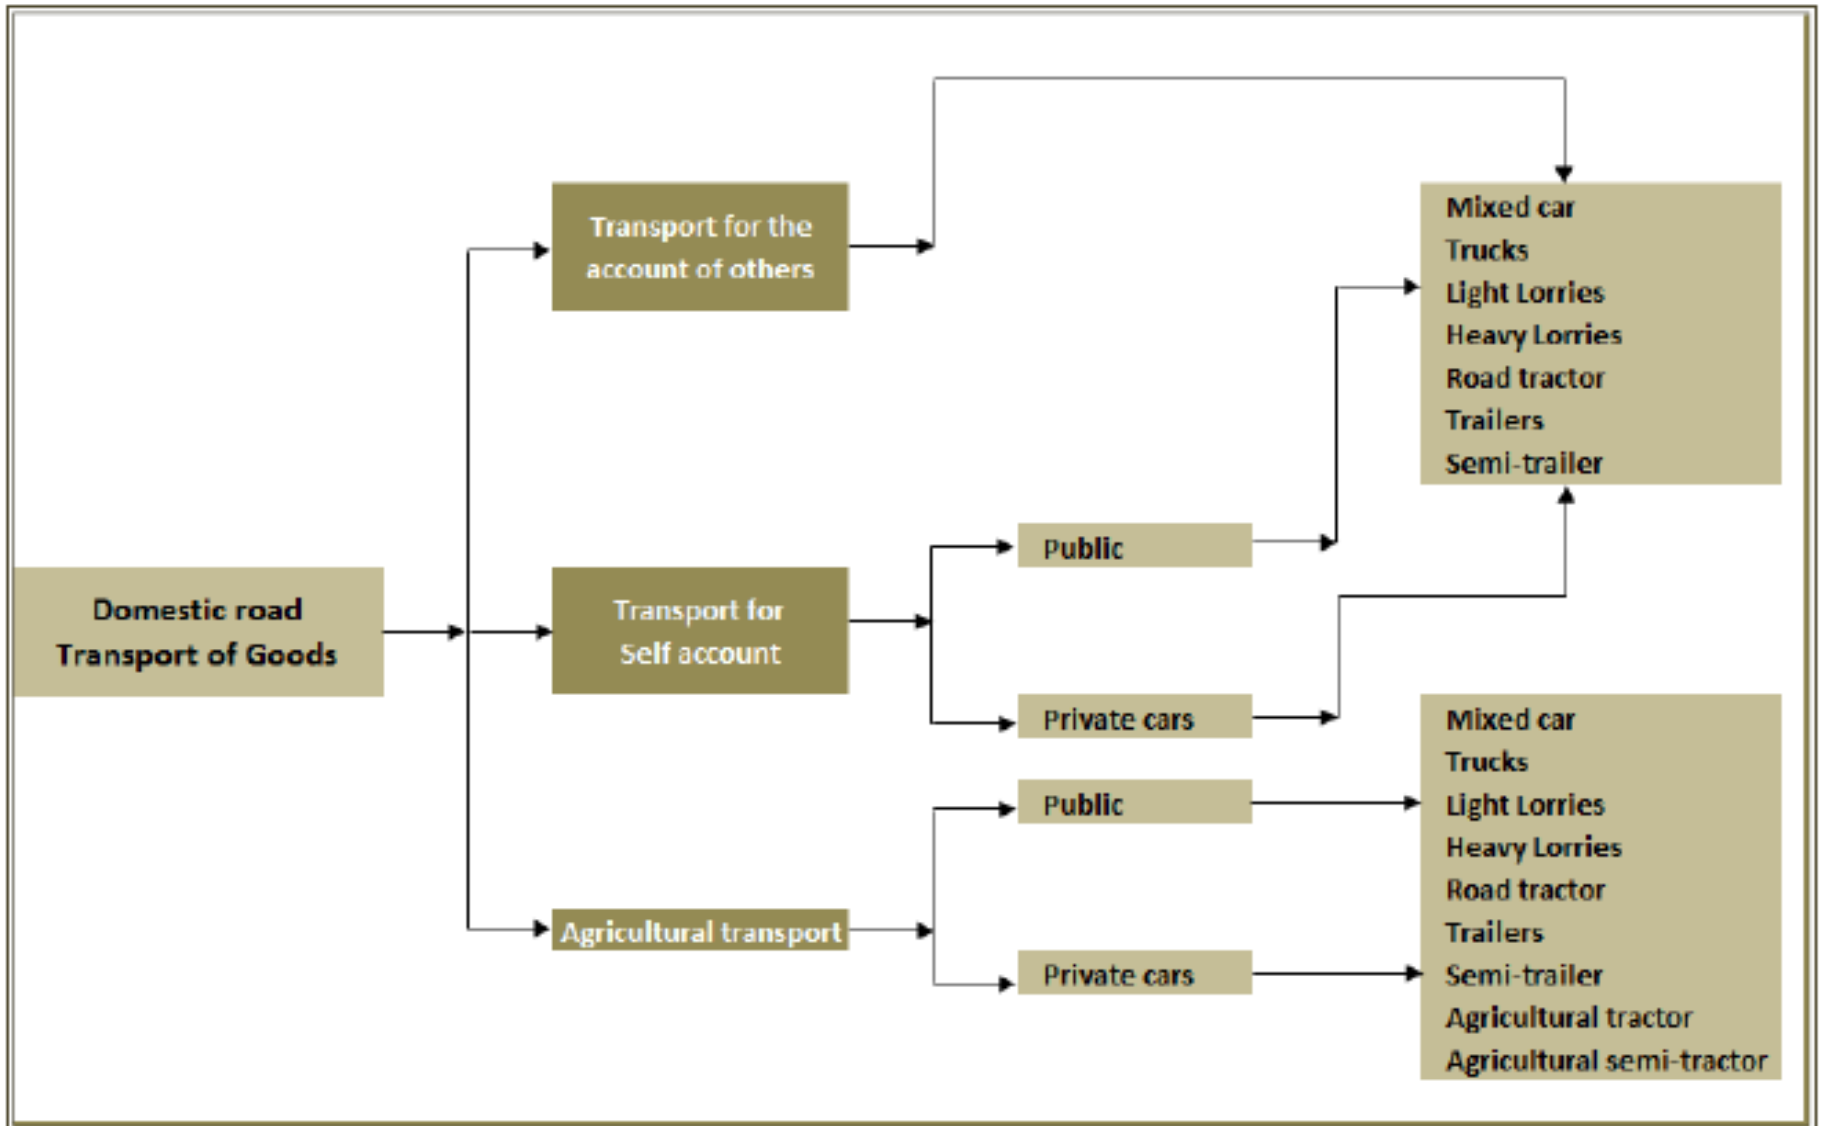 Transport for the
account of others
Mixed car
Trucks
Light Lorries
Heavy Lorries
Road tractor
Trailers
Semi-trailer
Domestic road
Transport of Goods
Transport for
Self account
Public
Private cars
Agricultural transport
Public
Private cars
Mixed car
Trucks
Light Lorries
Heavy Lorries
Road tractor
Trailers
Semi-trailer
Agricultural tractor
Agricultural semi-tractor